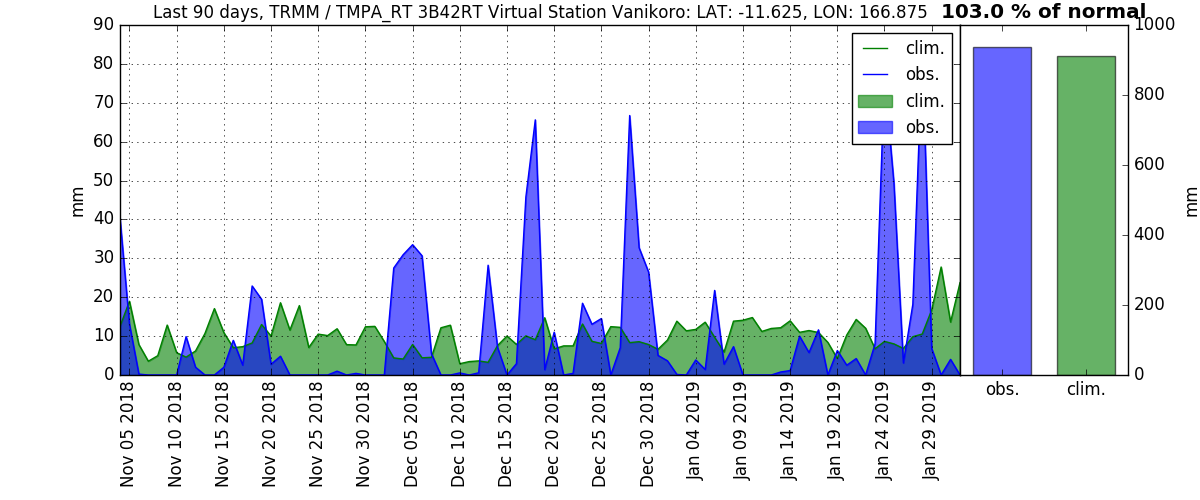 Last 90 days, TRMM / TMPA_RT 3B42RT Virtual Station Vanikoro: LAT: -11.625, LON: 166.875 103.0 % of normal
90
80
70
60
50
40
30
20
10
0
mm
clim.
obs.
clim.
obs.
1000
800
600
400
200
0
mm
Nov 05 2018
Nov 10 2018
Nov 15 2018
Nov 20 2018
Nov 25 2018
Nov 30 2018
Dec 05 2018
Dec 10 2018
Dec 15 2018
Dec 20 2018
Dec 25 2018
Dec 30 2018
Jan 04 2019
Jan 09 2019
Jan 14 2019
Jan 19 2019
Jan 24 2019
Jan 29 2019
obs.
clim.